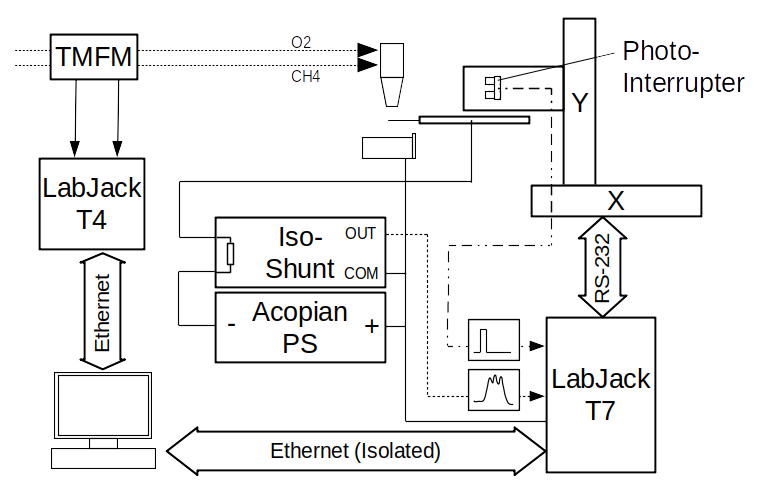 TMFM
O2
CH4
Photo-
Interrupter
Y
X
LabJack
T4
Iso-
Shunt
OUT
COM
RS-232
Ethernet
-
Acopian
PS
+
LabJack
T7
Ethernet (Isolated)